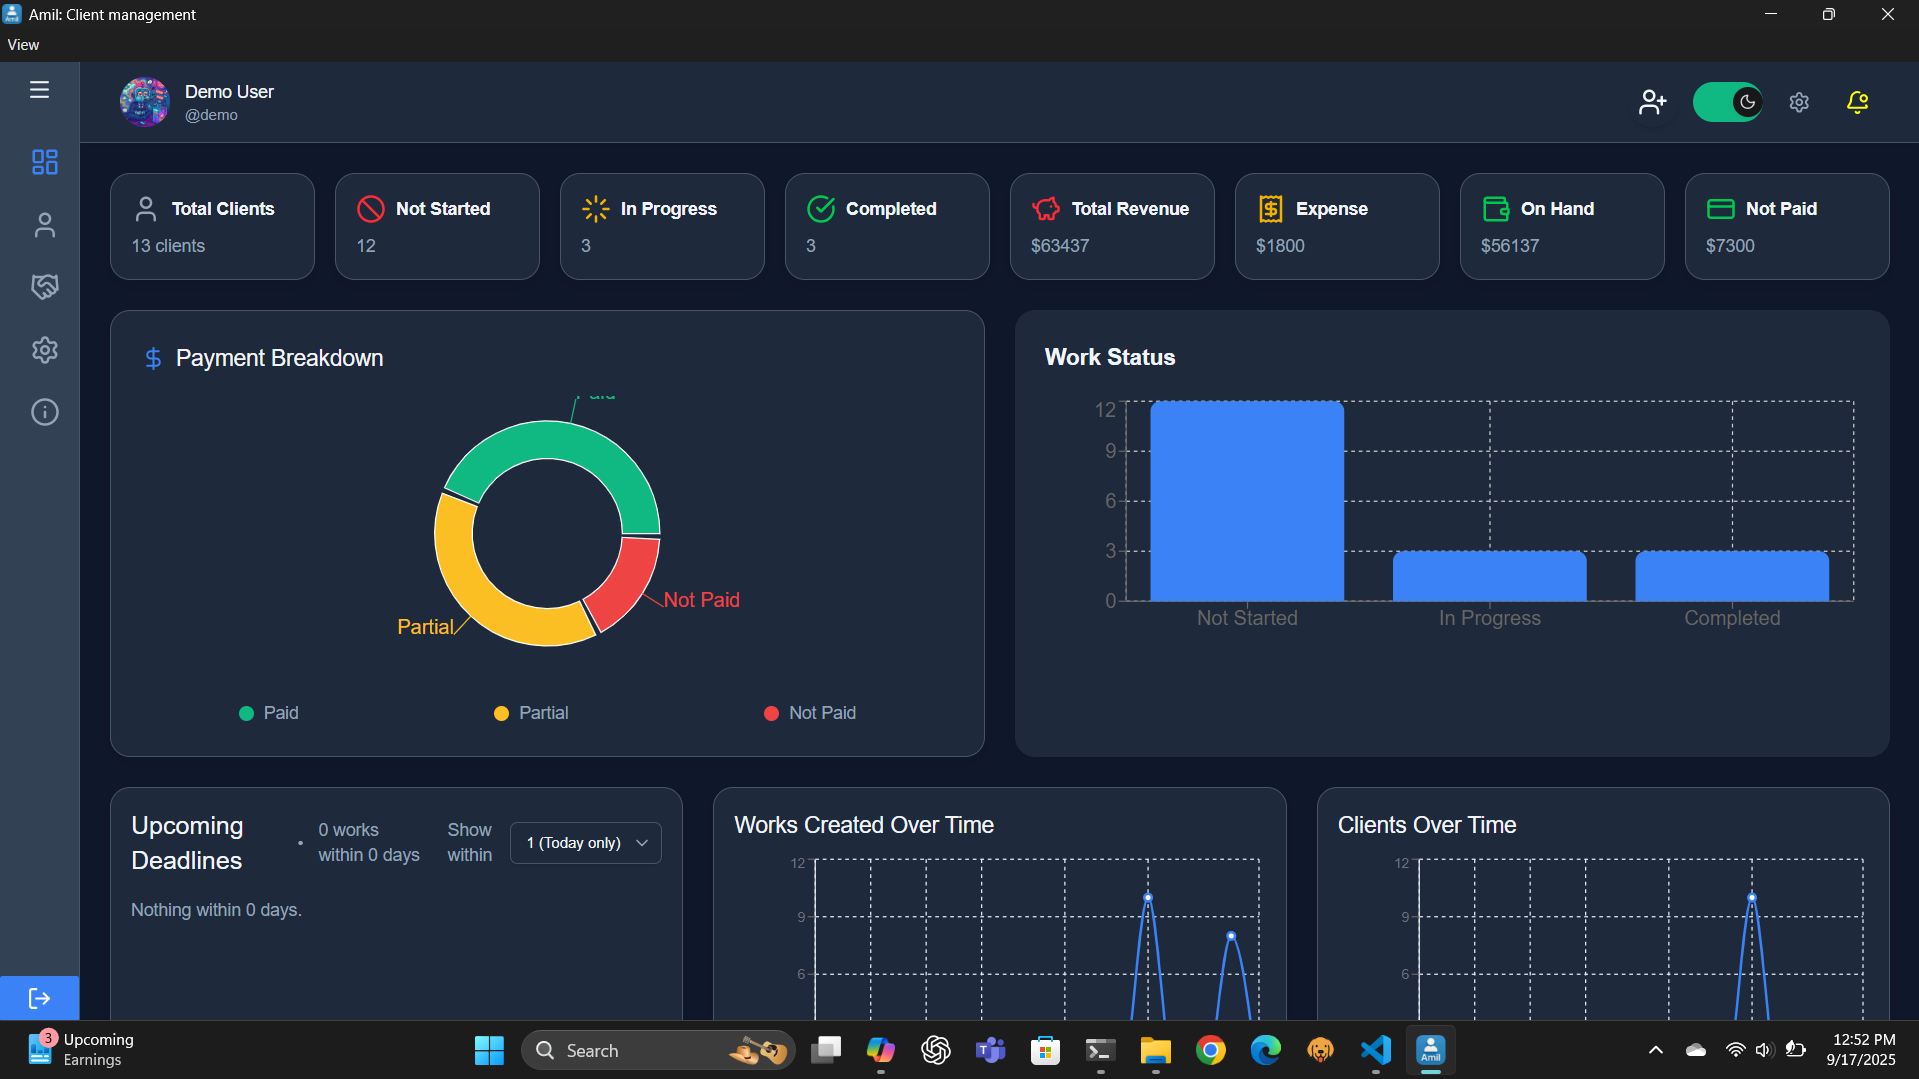 Amil: Client management
View
Demo User
@demo
Total Clients
13 clients
Not Started
12
In Progress
3
Completed
3
Total Revenue
$63437
Expense
$1800
On Hand
$56137
Not Paid
$7300
Payment Breakdown
Paid
Not Paid
Partial
Paid
Partial
Not Paid
Work Status
12
9
6
3
0
Not Started
In Progress
Completed
Upcoming
Deadlines
•
0 works
within 0 days
Show
within
1 (Today only)
Nothing within 0 days.
Works Created Over Time
12
9
6
Clients Over Time
12
9
6
3
Upcoming
Earnings
Search
Amil
12:52 PM
9/17/2025